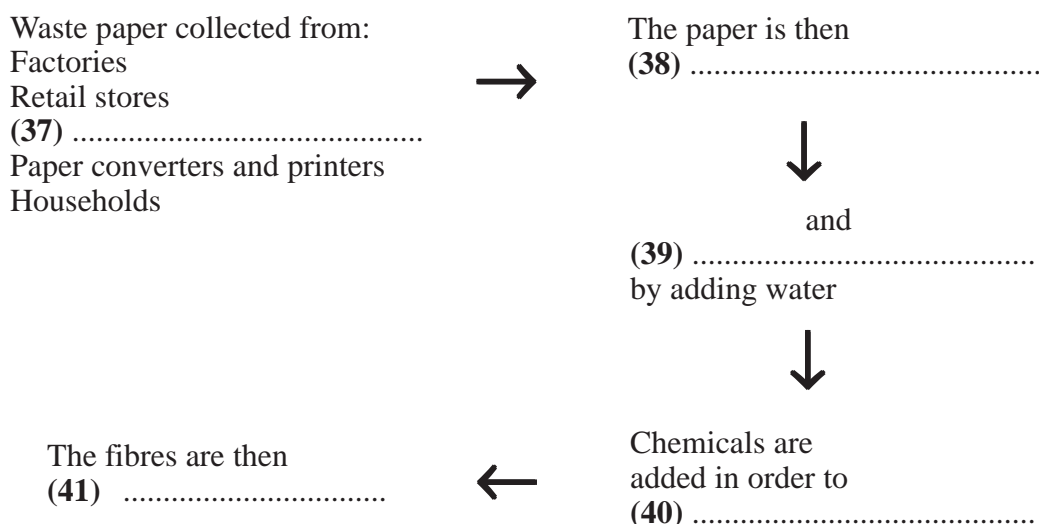 Waste paper collected from:
Factories
Retail stores
(37) ............................................
Paper converters and printers
Households
The paper is then
(38) ............................................
and
(39) ...........................................
by adding water
Chemicals are
added in order to
(40) ...........................................
The fibres are then
(41) .................................